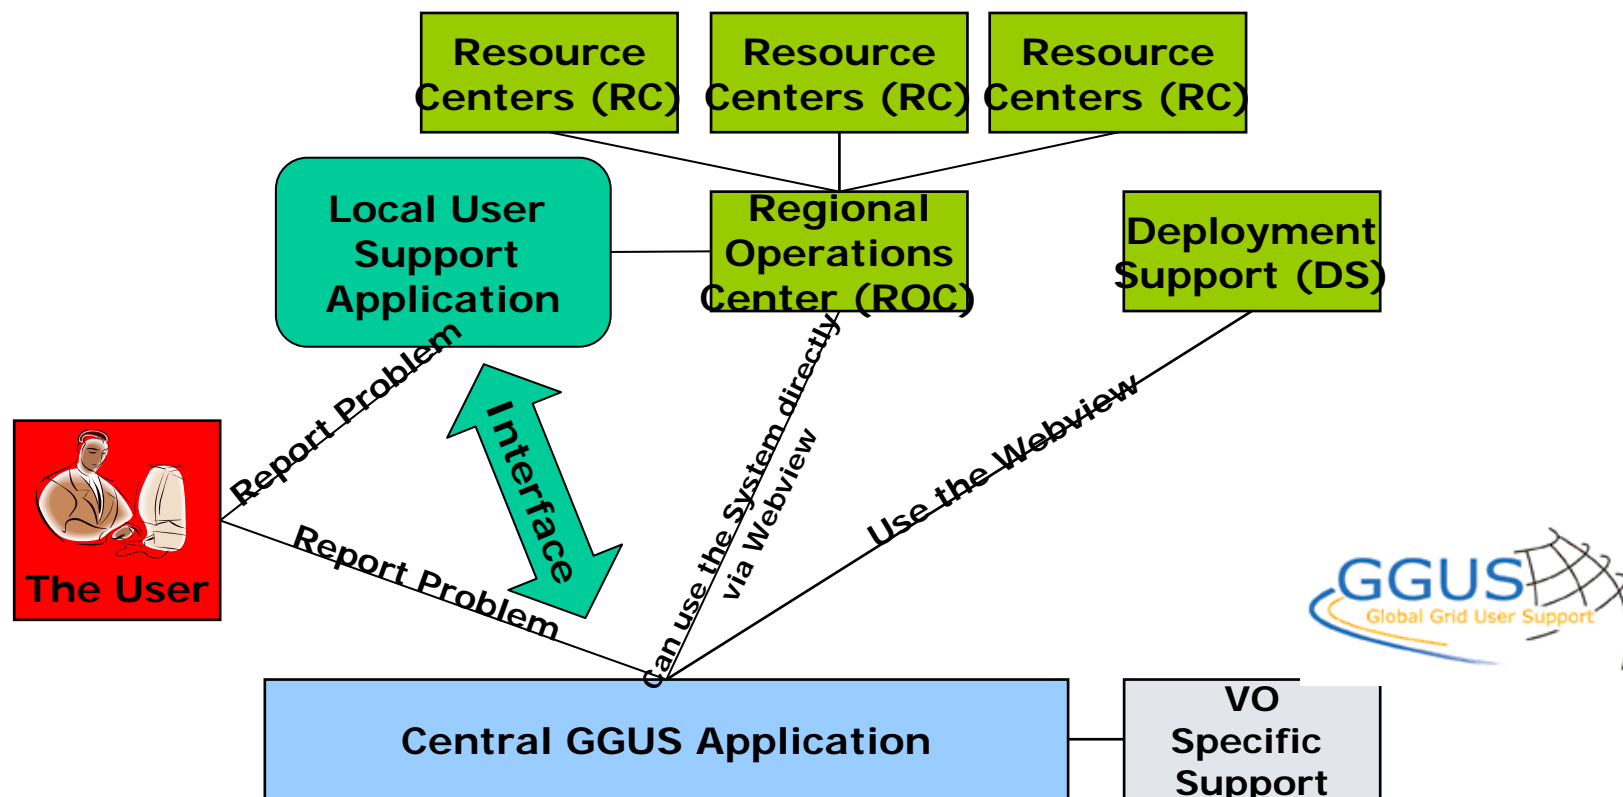 Resource
Centers (RC)
Resource
Centers (RC)
Resource
Centers (RC)
Local User
Support
Application
Regional
Operations
Center (ROC)
Deployment
Support (DS)
Report Problem
Interface
Can use the System directly
via Webview
Use the Webview
The User
Report Problem
GGUS
Global Grid User Support
Central GGUS Application
VO
Specific
Support